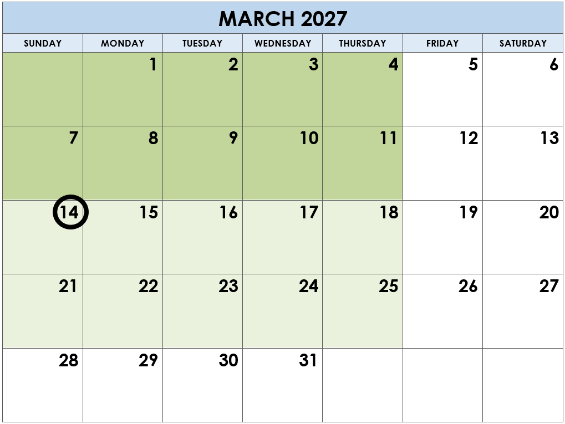 MARCH 2027
SUNDAY MONDAY TUESDAY WEDNESDAY THURSDAY FRIDAY SATURDAY
1 2 3 4 5 6
7 8 9 10 11 12 13
14 15 16 17 18 19 20
21 22 23 24 25 26 27
28 29 30 31